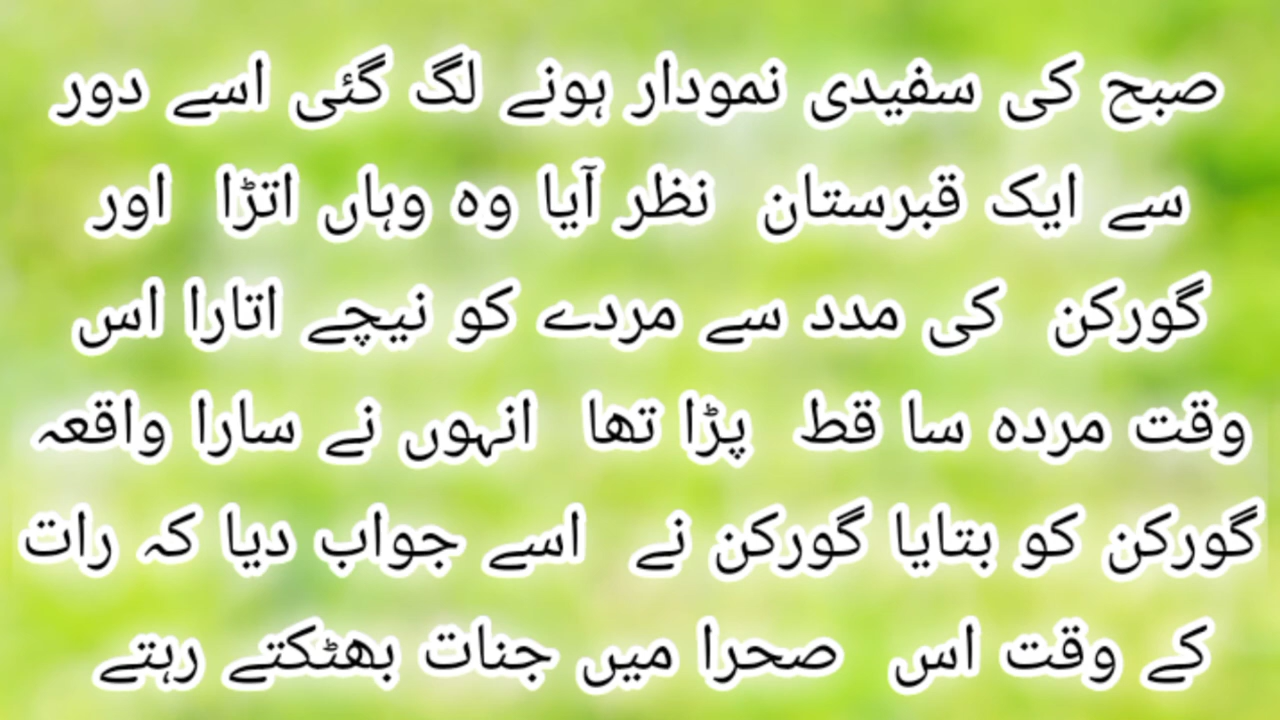 صبح کی سفیدی نمودار ہونے لگ گئی اسے دور
سے ایک قبرستان نظر آیا وہ وہاں اتڑا اور
گورکن کی مدد سے مردے کو نیچے اتارا اس
وقت مردہ سا قط پڑا تھا انہوں نے سارا واقعہ
گورکن کو بتایا گورکن نے اسے جواب دیا کہ رات
کے وقت اس صحرا میں جنات بھٹکتے رہتے